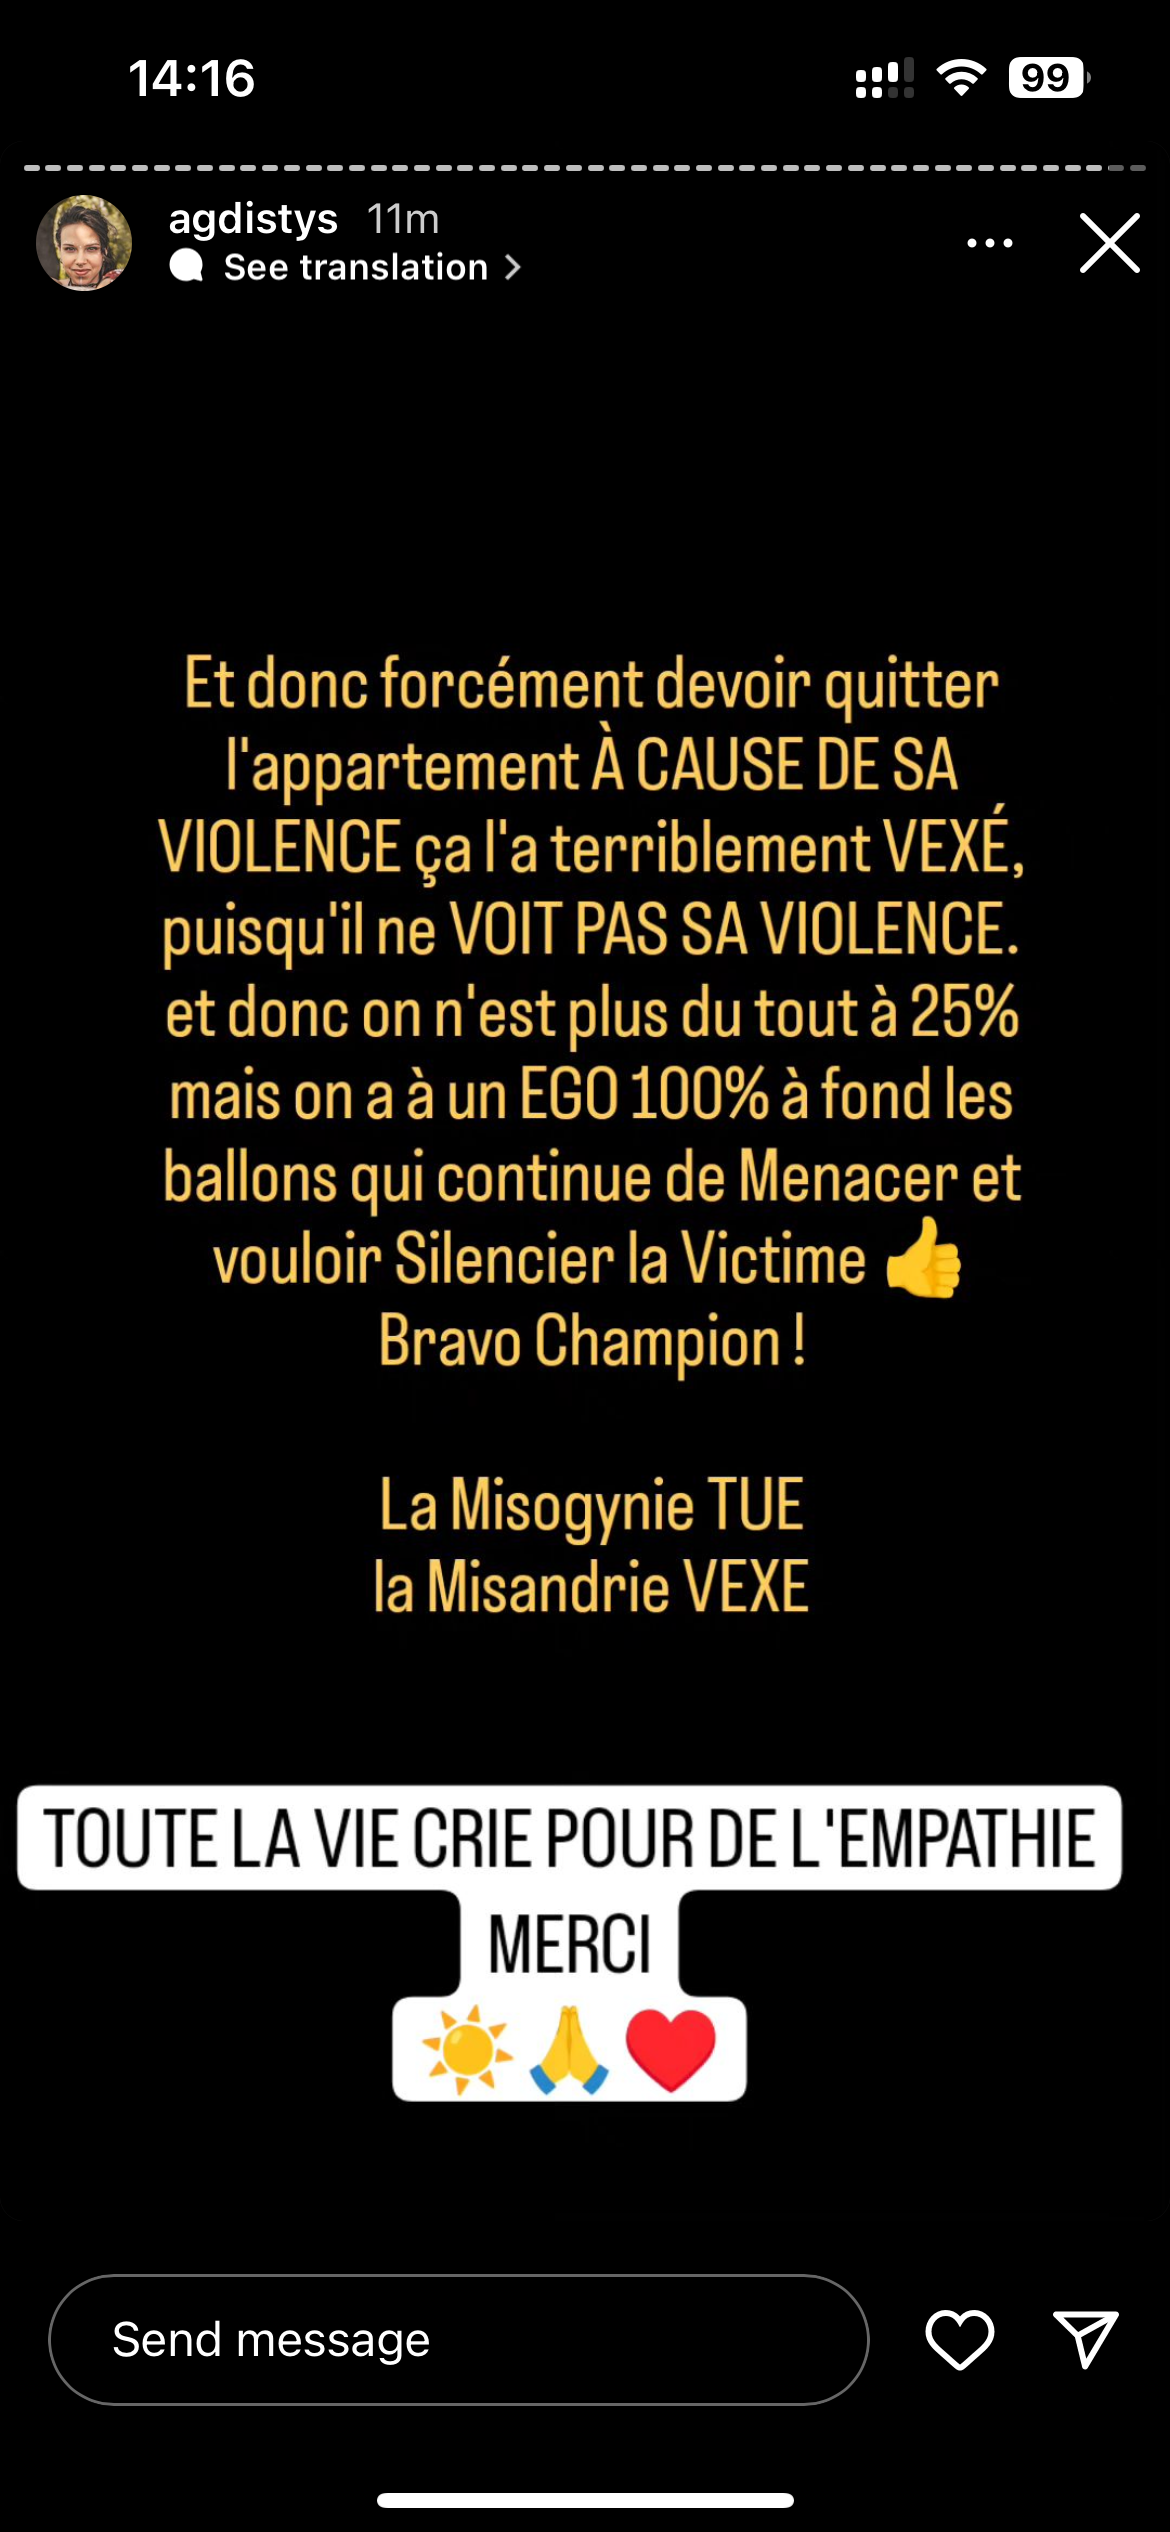 14:16
99
agdistys 11m
See translation
Et donc forcément devoir quitter
l'appartement À CAUSE DE SA
VIOLENCE ça l'a terriblement VEXÉ,
puisqu'il ne VOIT PAS SA VIOLENCE.
et donc on n'est plus du tout à 25%
mais on a à un EGO 100% à fond les
ballons qui continue de Menacer et
vouloir Silencier la Victime 👍
Bravo Champion !
La Misogynie TUE
la Misandrie VEXE
TOUTE LA VIE CRIE POUR DE L'EMPATHIE
MERCI
☀️🙏❤️
Send message